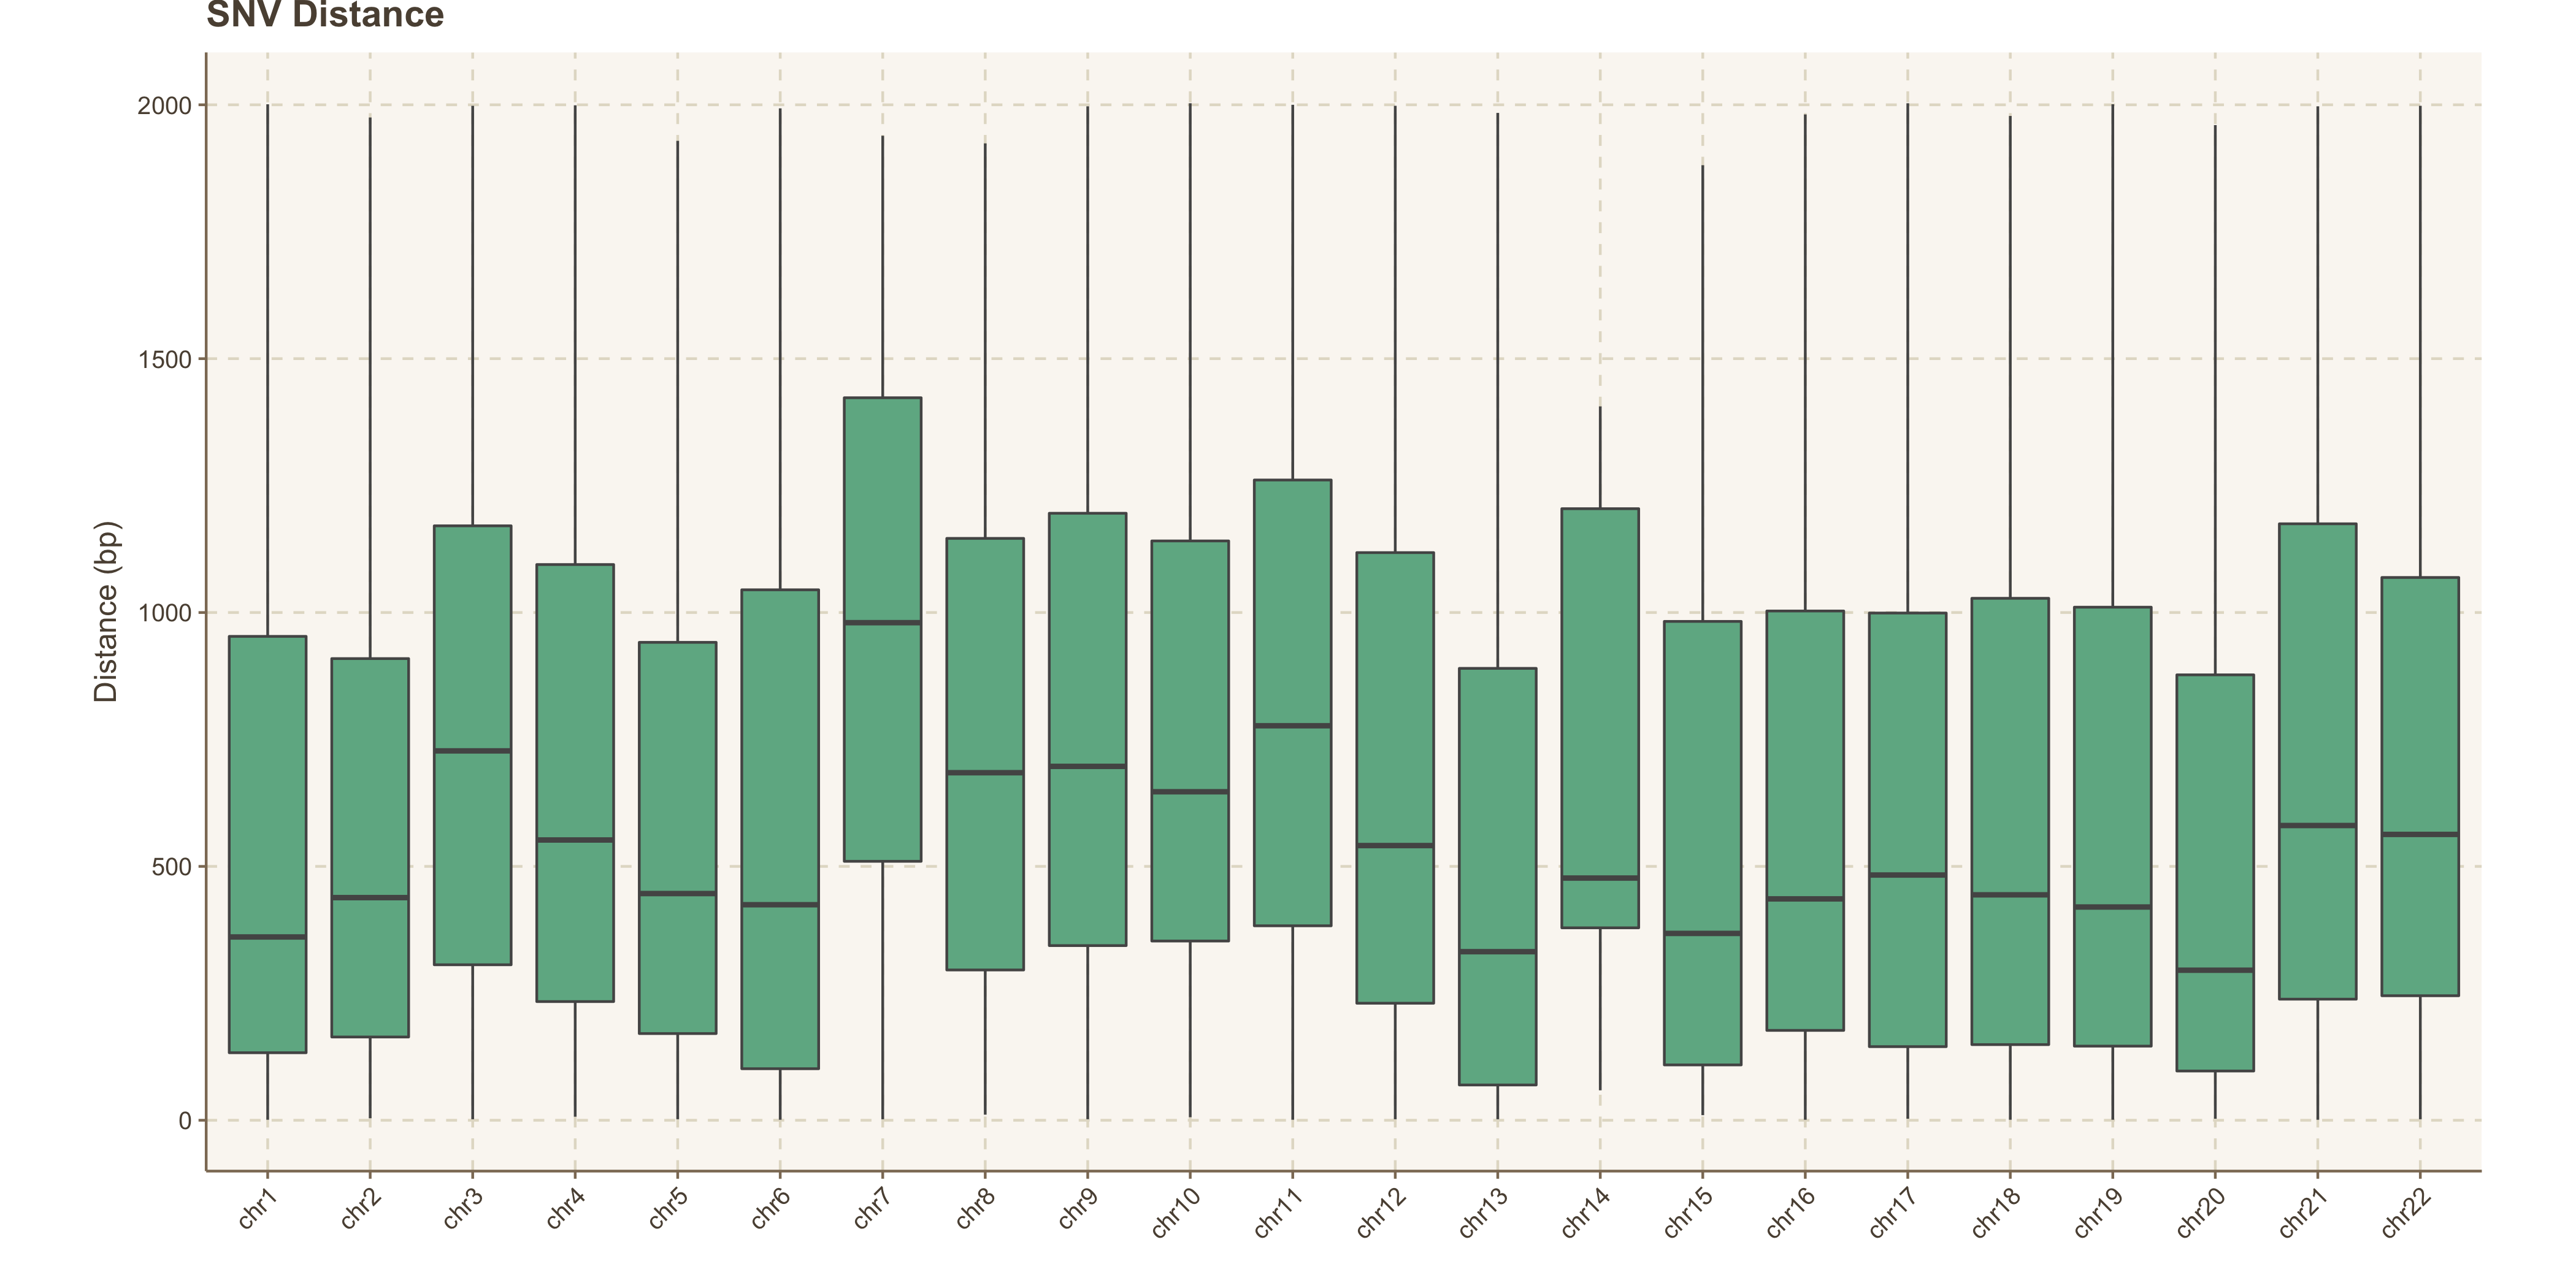 SNV Distance
Distance (bp)
2000
1500
1000
500
0
chr1 chr2 chr3 chr4 chr5 chr6 chr7 chr8 chr9 chr10 chr11 chr12 chr13 chr14 chr15 chr16 chr17 chr18 chr19 chr20 chr21 chr22